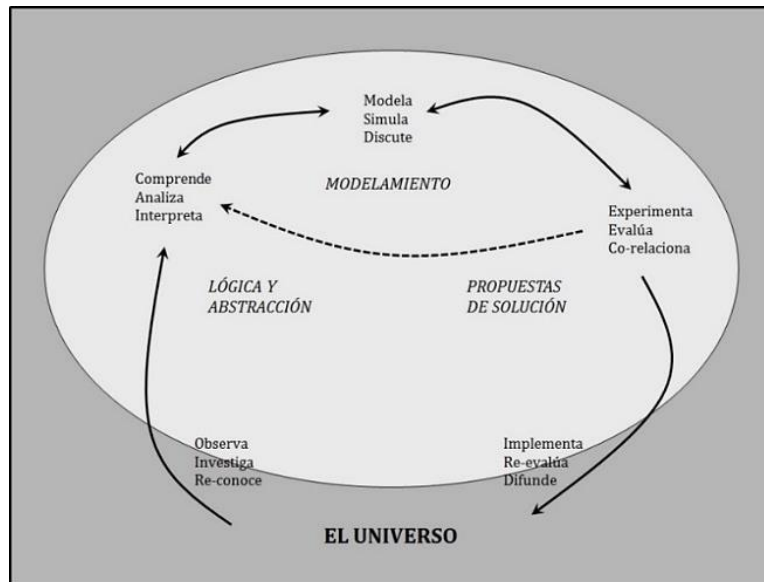 Modela
Simula
Discute
Comprende
Analiza
Interpreta
MODELAMIENTO
Experimenta
Evalúa
Co-relaciona
LÓGICA Y
ABSTRACCIÓN
PROPUESTAS
DE SOLUCIÓN
Observa
Investiga
Re-conoce
Implementa
Re-evalúa
Difunde
EL UNIVERSO